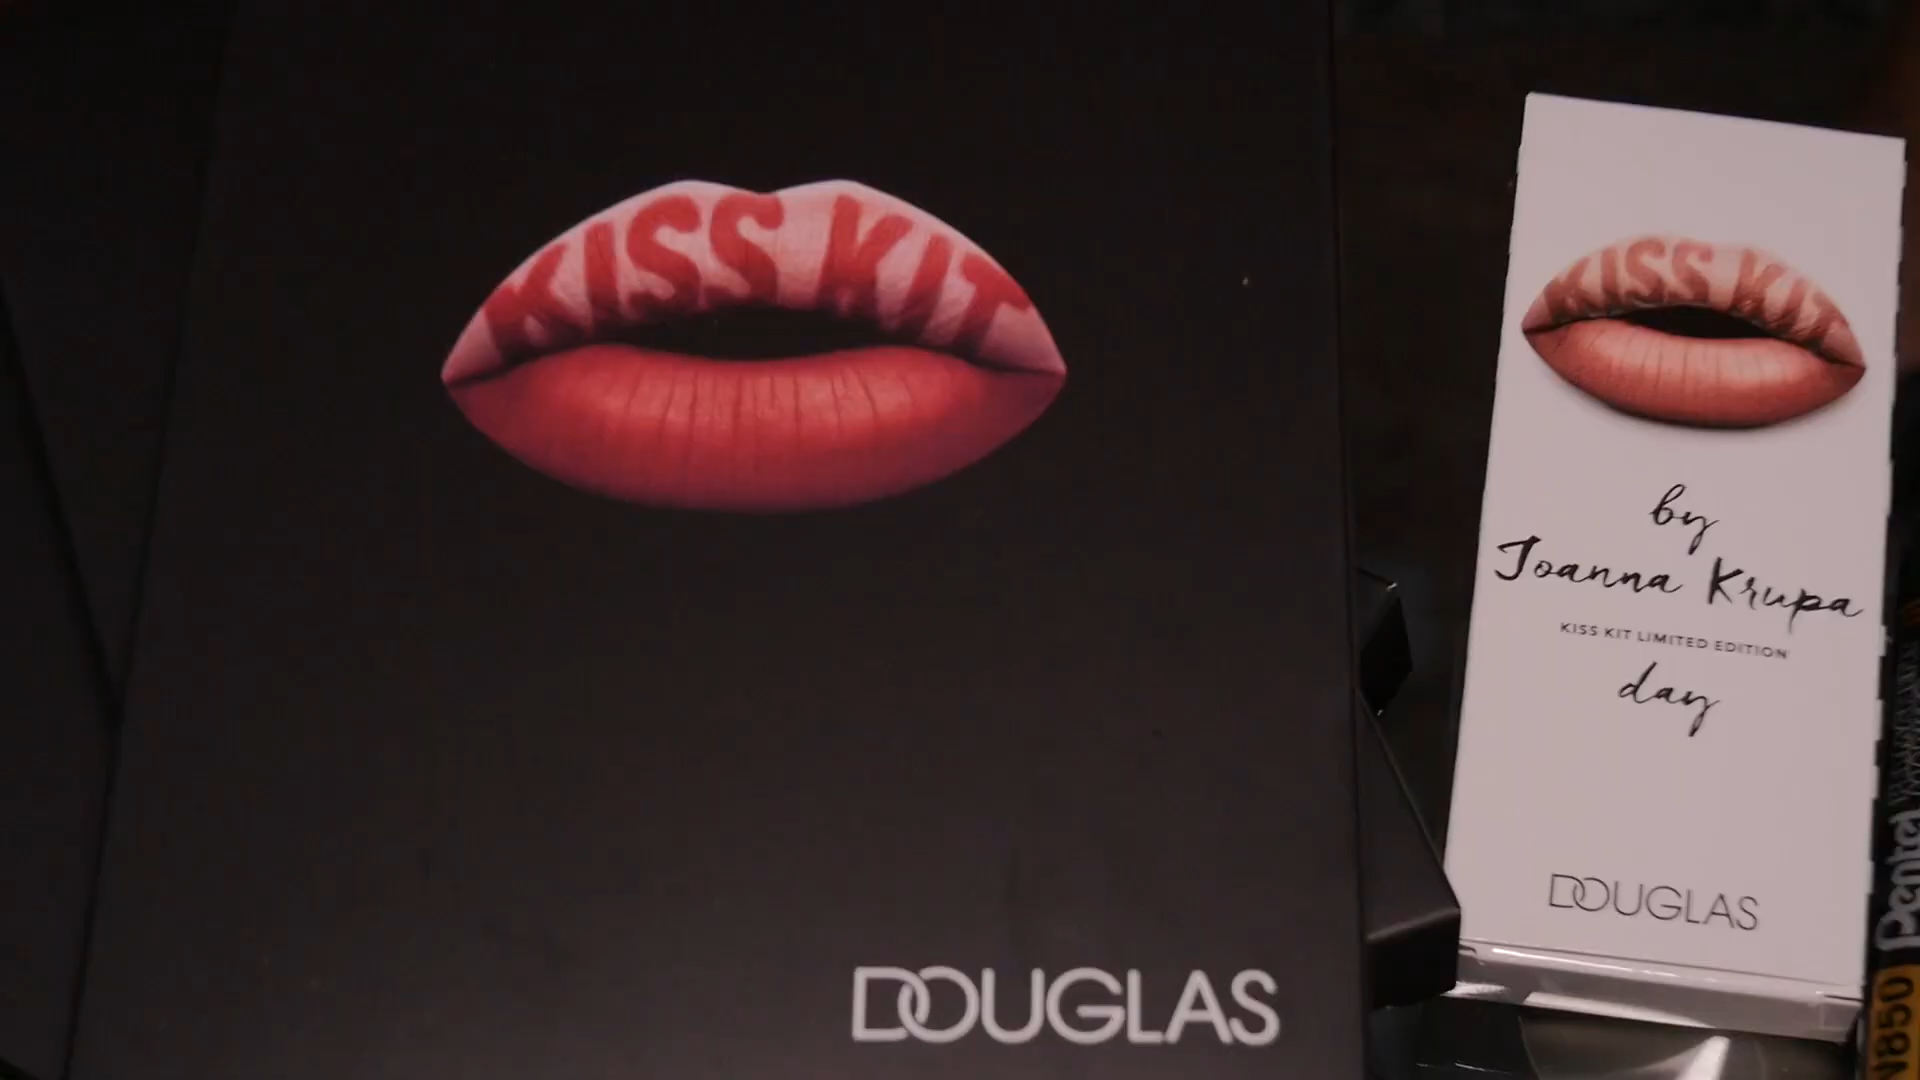 KISS KIT
DOUGLAS
KISS KIT
by
Joanna Krupa
KISS KIT LIMITED EDITION
day
DOUGLAS
Pentel
N850